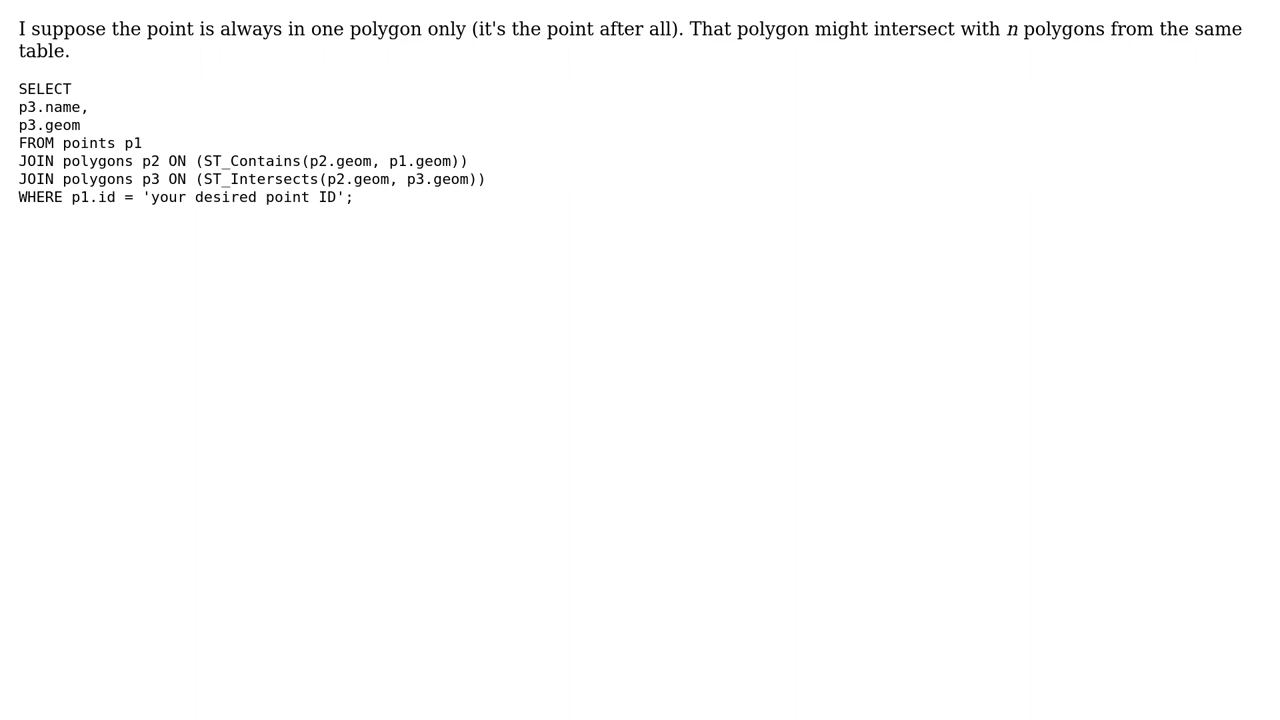 I suppose the point is always in one polygon only (it's the point after all). That polygon might intersect with n polygons from the same
table.
SELECT
p3.name,
p3.geom
FROM points p1
JOIN polygons p2 ON (ST_Contains(p2.geom, p1.geom))
JOIN polygons p3 ON (ST_Intersects(p2.geom, p3.geom))
WHERE p1.id = 'your desired point ID';